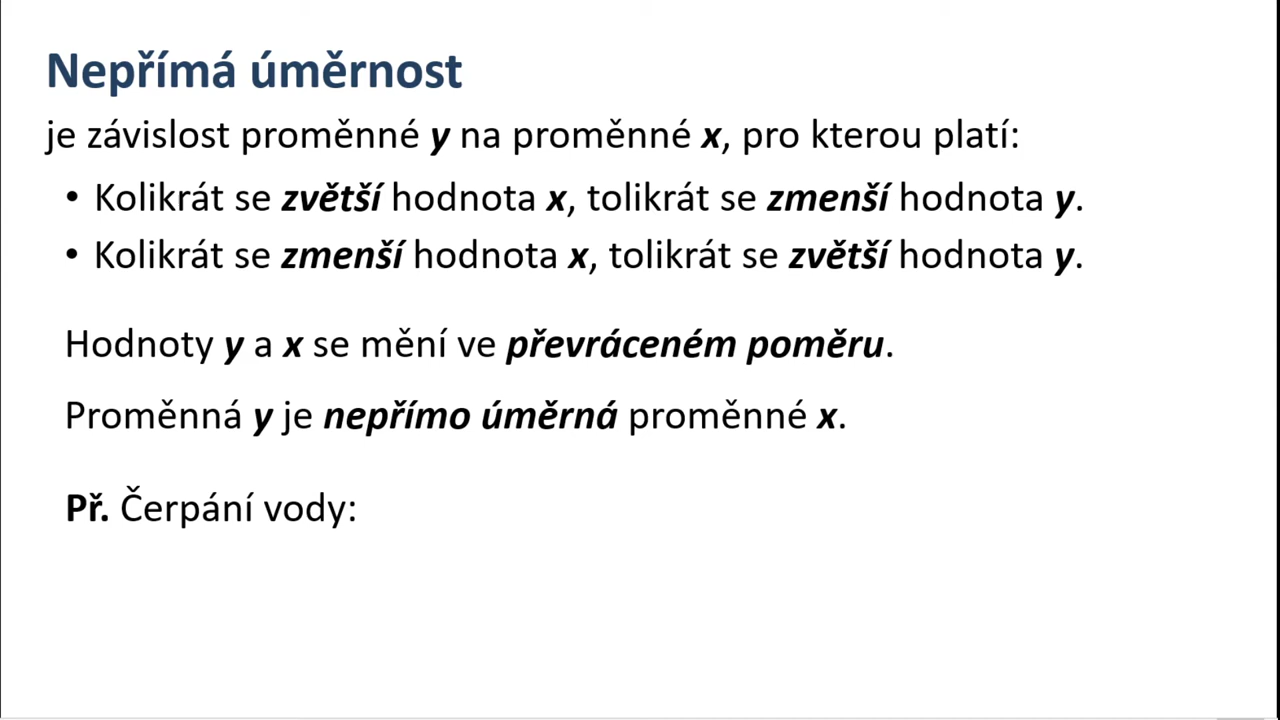 Nepřímá úměrnost
je závislost proměnné y na proměnné x, pro kterou platí:
• Kolikrát se zvětší hodnota x, tolikrát se zmenší hodnota y.
• Kolikrát se zmenší hodnota x, tolikrát se zvětší hodnota y.
Hodnoty y a x se mění ve převráceném poměru.
Proměnná y je nepřímo úměrná proměnné x.
Př. Čerpání vody: